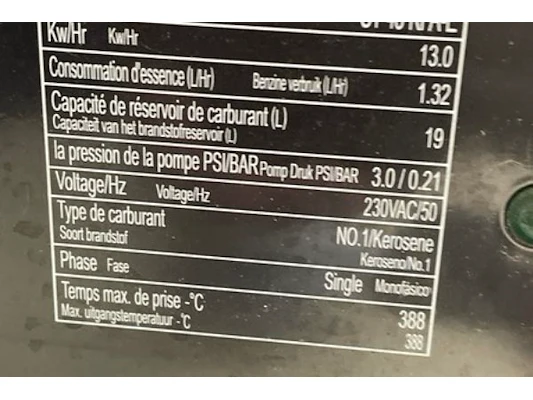 Kw/Hr Kw/Hr 13.0
Consommation d'essence (L/Hr) Benzine verbruik (L/Hr) 1.32
Capacité de réservoir de carburant (L) 19
Capaciteit van het brandstofreservoir (L)
la pression de la pompe PSI/BAR Pomp Druk PSI/BAR 3.0 / 0.21
Voltage/Hz Voltage/Hz 230VAC/50
Type de carburant NO.1/Kerosene
Soort brandstof Keroseno/No.1
Phase Fase Single Monofásico
Temps max. de prise -°C 388
Max. uitgangstemperatuur -°C 388